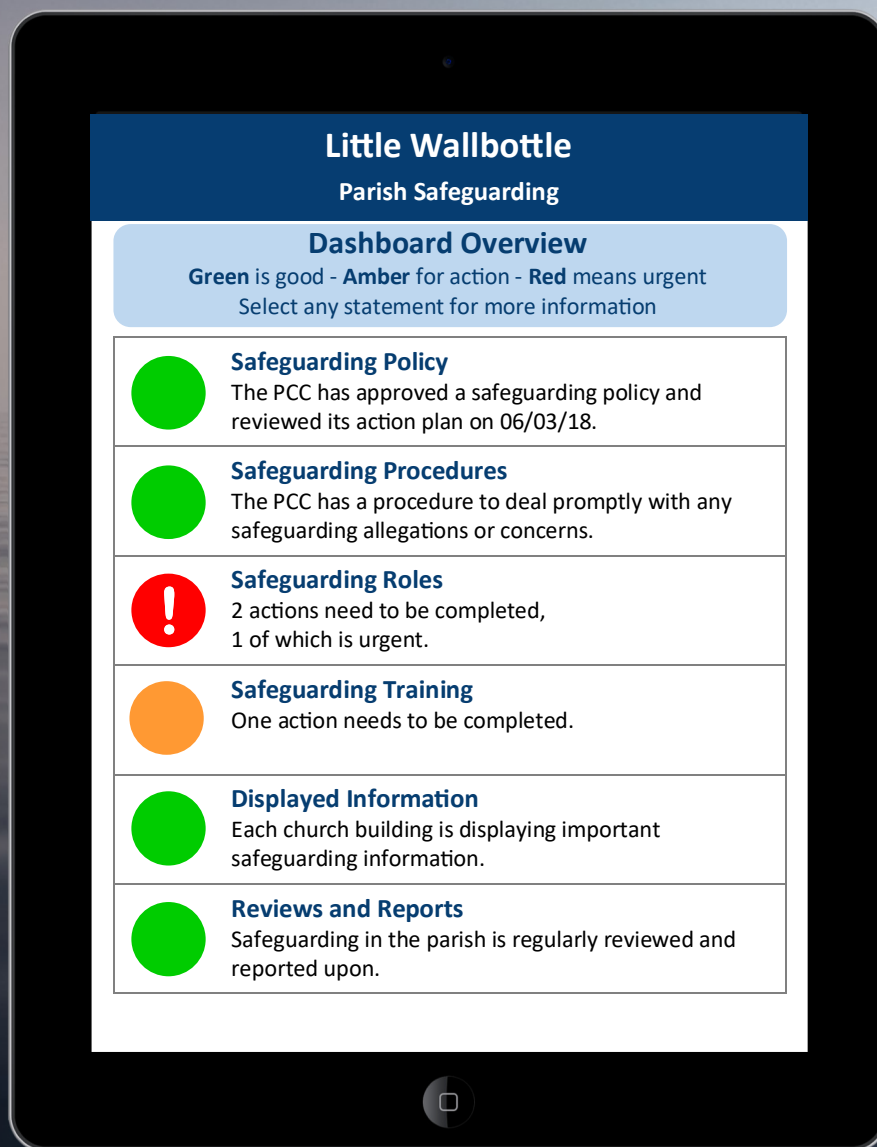 Little Wallbottle
Parish Safeguarding
Dashboard Overview
Green is good - Amber for action - Red means urgent
Select any statement for more information
Safeguarding Policy
The PCC has approved a safeguarding policy and
reviewed its action plan on 06/03/18.
Safeguarding Procedures
The PCC has a procedure to deal promptly with any
safeguarding allegations or concerns.
!
Safeguarding Roles
2 actions need to be completed,
1 of which is urgent.
Safeguarding Training
One action needs to be completed.
Displayed Information
Each church building is displaying important
safeguarding information.
Reviews and Reports
Safeguarding in the parish is regularly reviewed and
reported upon.